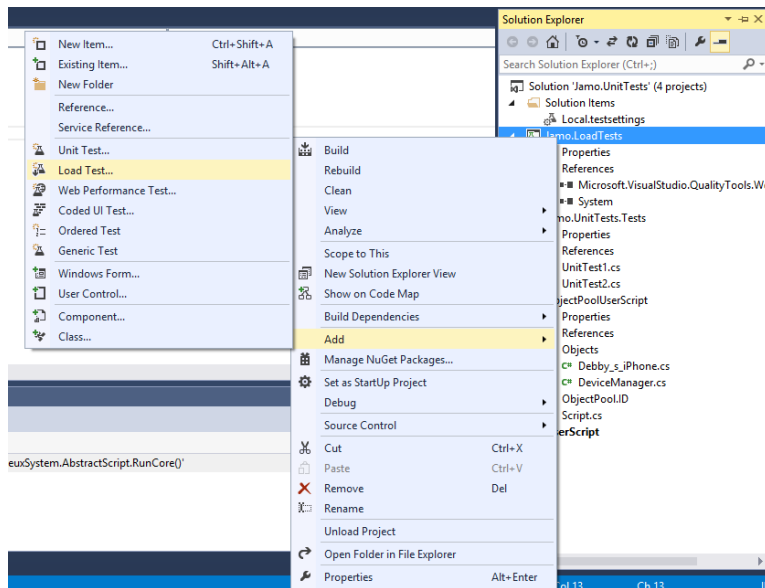 New Item... Ctrl+Shift+A
Existing Item... Shift+Alt+A
New Folder
Reference...
Service Reference...
Unit Test...
Load Test...
Web Performance Test...
Coded UI Test...
Ordered Test
Generic Test
Windows Form...
User Control...
Component...
Class...
euxSystem.AbstractScript.RunCore()'
Build
Rebuild
Clean
View
Analyze
Scope to This
New Solution Explorer View
Show on Code Map
Build Dependencies
Add
Manage NuGet Packages...
Set as StartUp Project
Debug
Source Control
Cut Ctrl+X
Paste Ctrl+V
Remove Del
Rename
Unload Project
Open Folder in File Explorer
Properties Alt+Enter
Solution Explorer
Search Solution Explorer (Ctrl+;)
Solution 'Jamo.UnitTests' (4 projects)
Solution Items
Local.testsettings
Jamo.LoadTests
Properties
References
Microsoft.VisualStudio.QualityTools.W
System
mo.UnitTests.Tests
Properties
References
UnitTest1.cs
UnitTest2.cs
jectPoolUserScript
Properties
References
Objects
C# Debby_s_iPhone.cs
C# DeviceManager.cs
ObjectPool.ID
Script.cs
erScript
Col 13 Ch 13